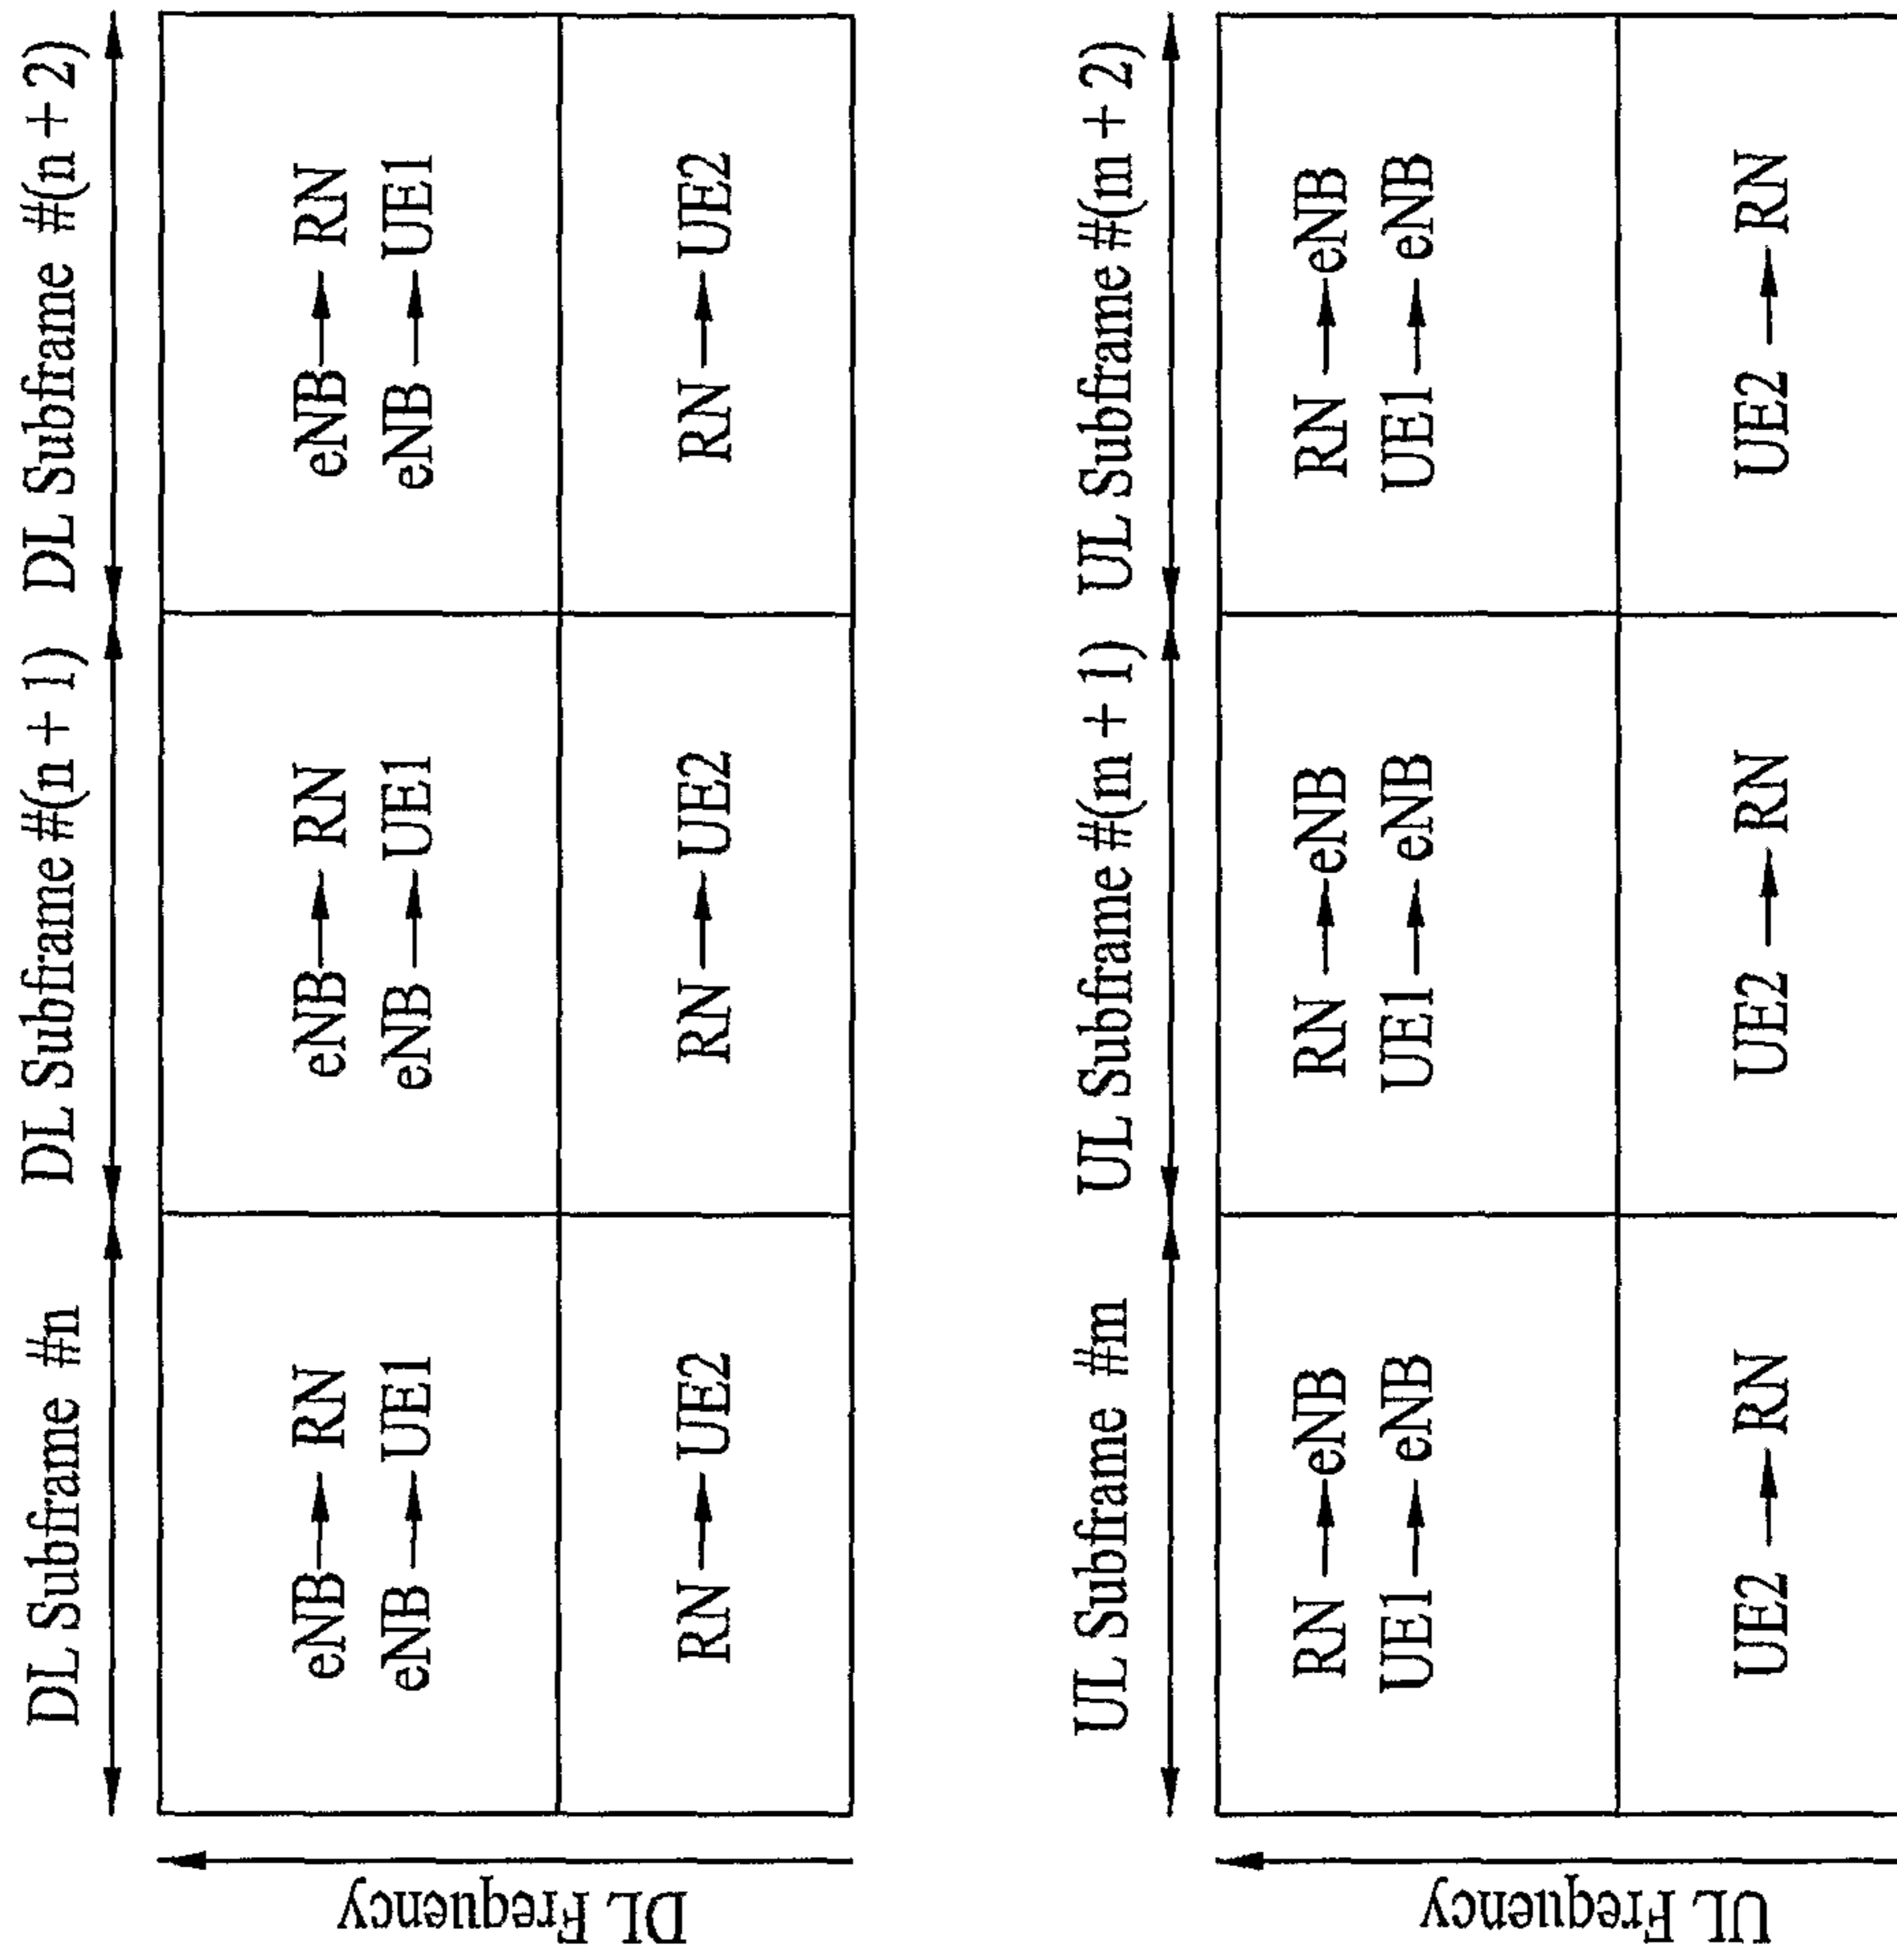 DL Subframe #n
DL Subframe #(n + 1)
DL Subframe #(n + 2)
DL Frequency
eNB → RN
eNB → UE1
eNB → RN
eNB → UE1
eNB → RN
eNB → UE1
RN → UE2
RN → UE2
RN → UE2
UL Subframe #m
UL Subframe #(m + 1)
UL Subframe #(m + 2)
UL Frequency
RN → eNB
UE1 → eNB
RN → eNB
UE1 → eNB
RN → eNB
UE1 → eNB
UE2 → RN
UE2 → RN
UE2 → RN